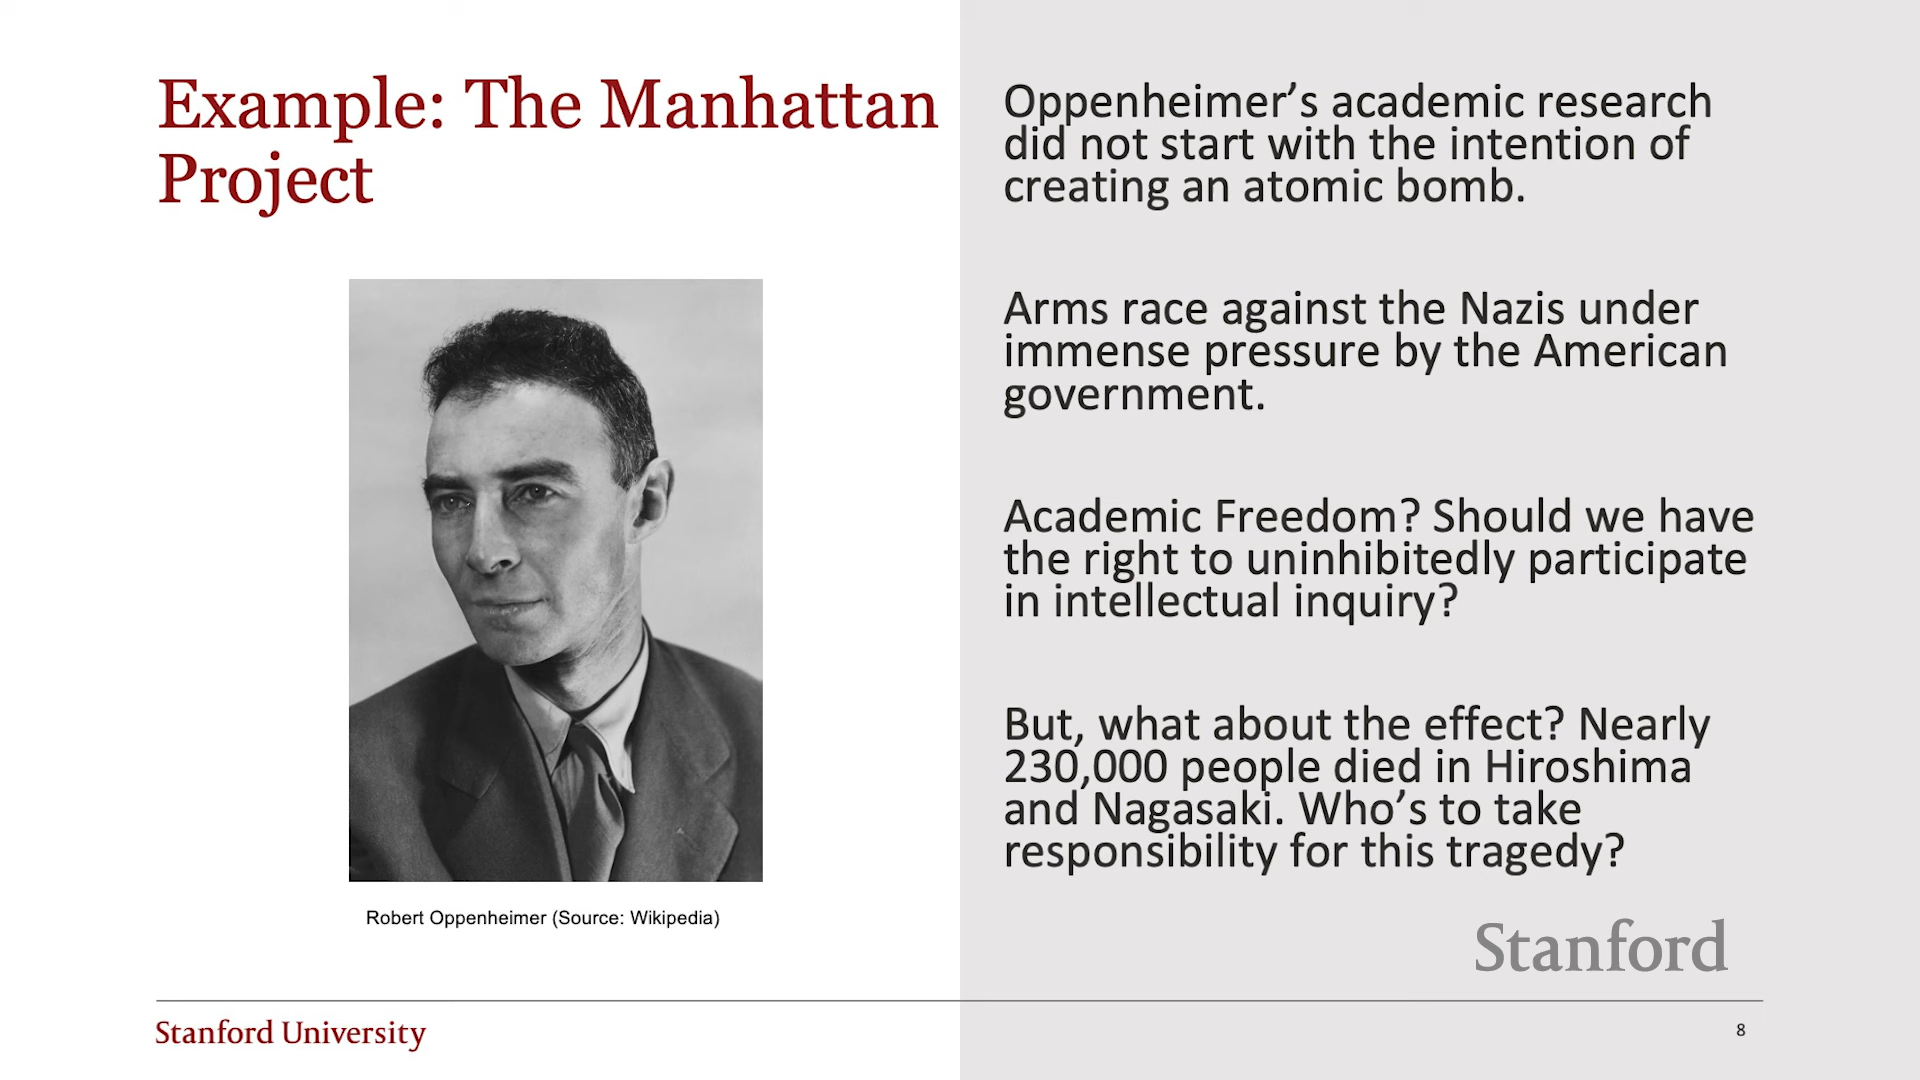 Example: The Manhattan
Project
Robert Oppenheimer (Source: Wikipedia)
Oppenheimer’s academic research
did not start with the intention of
creating an atomic bomb.
Arms race against the Nazis under
immense pressure by the American
government.
Academic Freedom? Should we have
the right to uninhibitedly participate
in intellectual inquiry?
But, what about the effect? Nearly
230,000 people died in Hiroshima
and Nagasaki. Who’s to take
responsibility for this tragedy?
Stanford
Stanford University
8